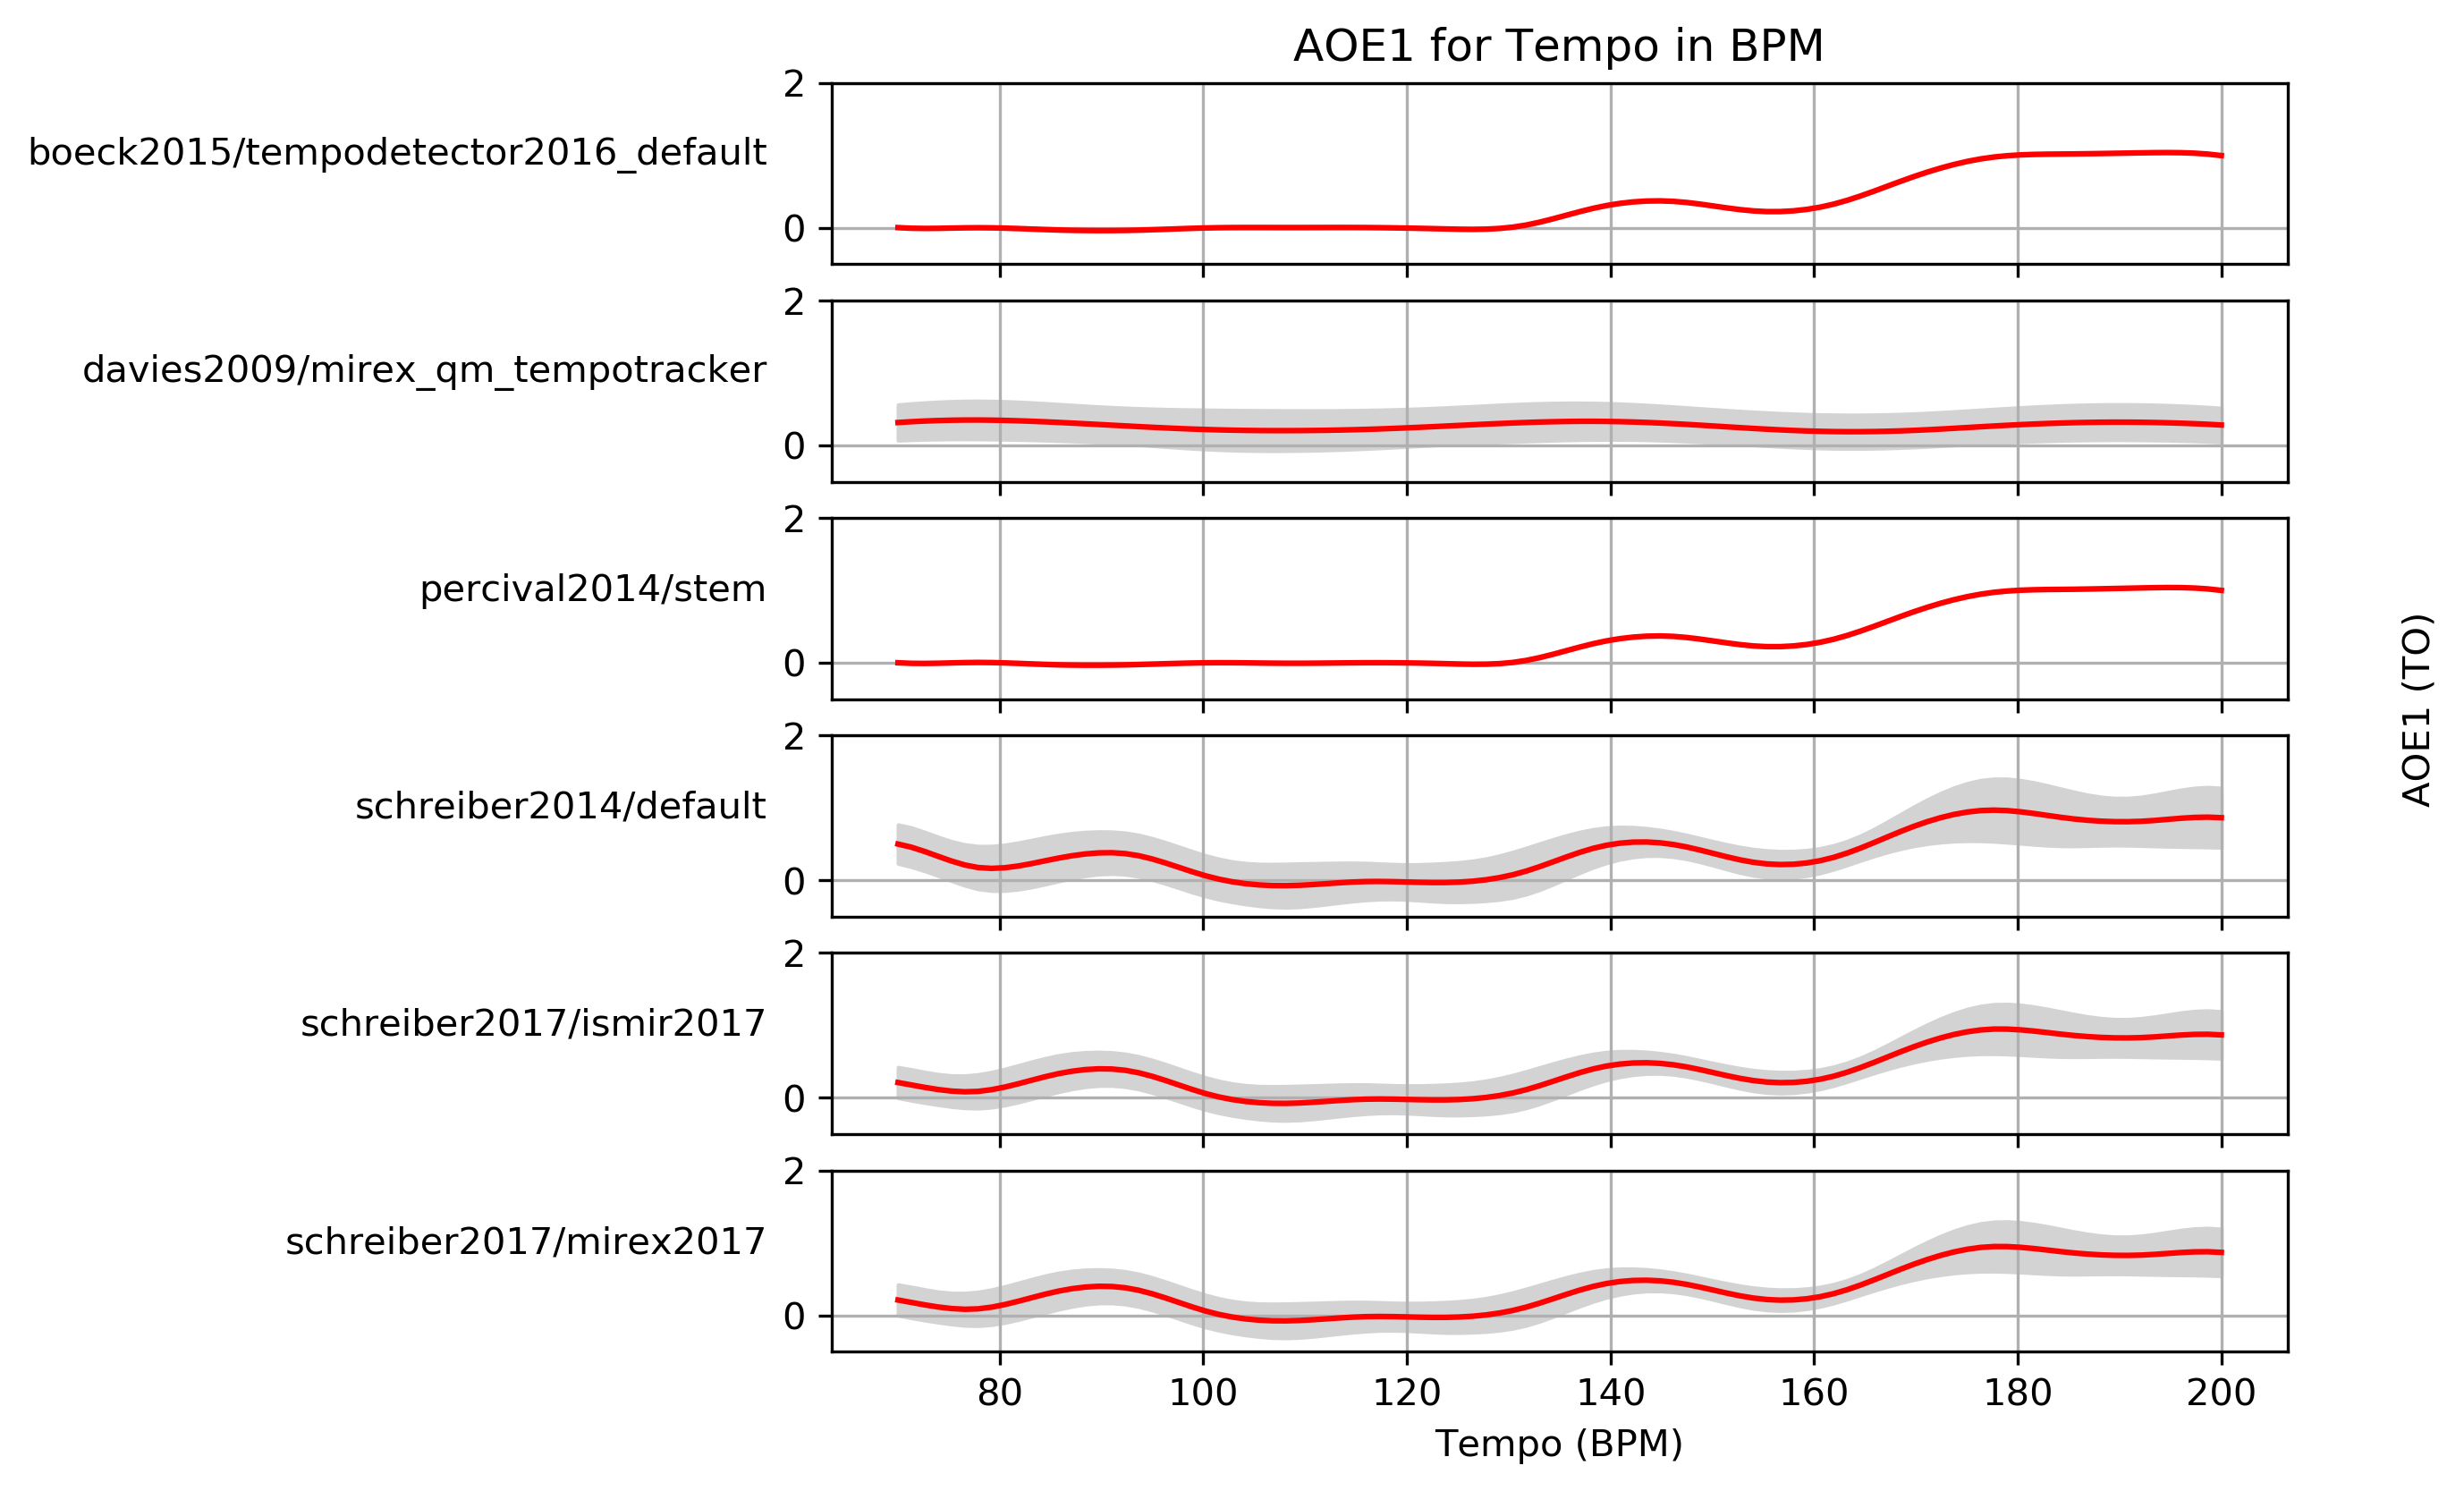 AOE1 for Tempo in BPM
2
boeck2015/tempodetector2016_default
0
2
davies2009/mirex_qm_tempotracker
0
2
percival2014/stem
0
AOE1 (TO)
2
schreiber2014/default
0
2
schreiber2017/ismir2017
0
2
schreiber2017/mirex2017
0
80 100 120 140 160 180 200
Tempo (BPM)